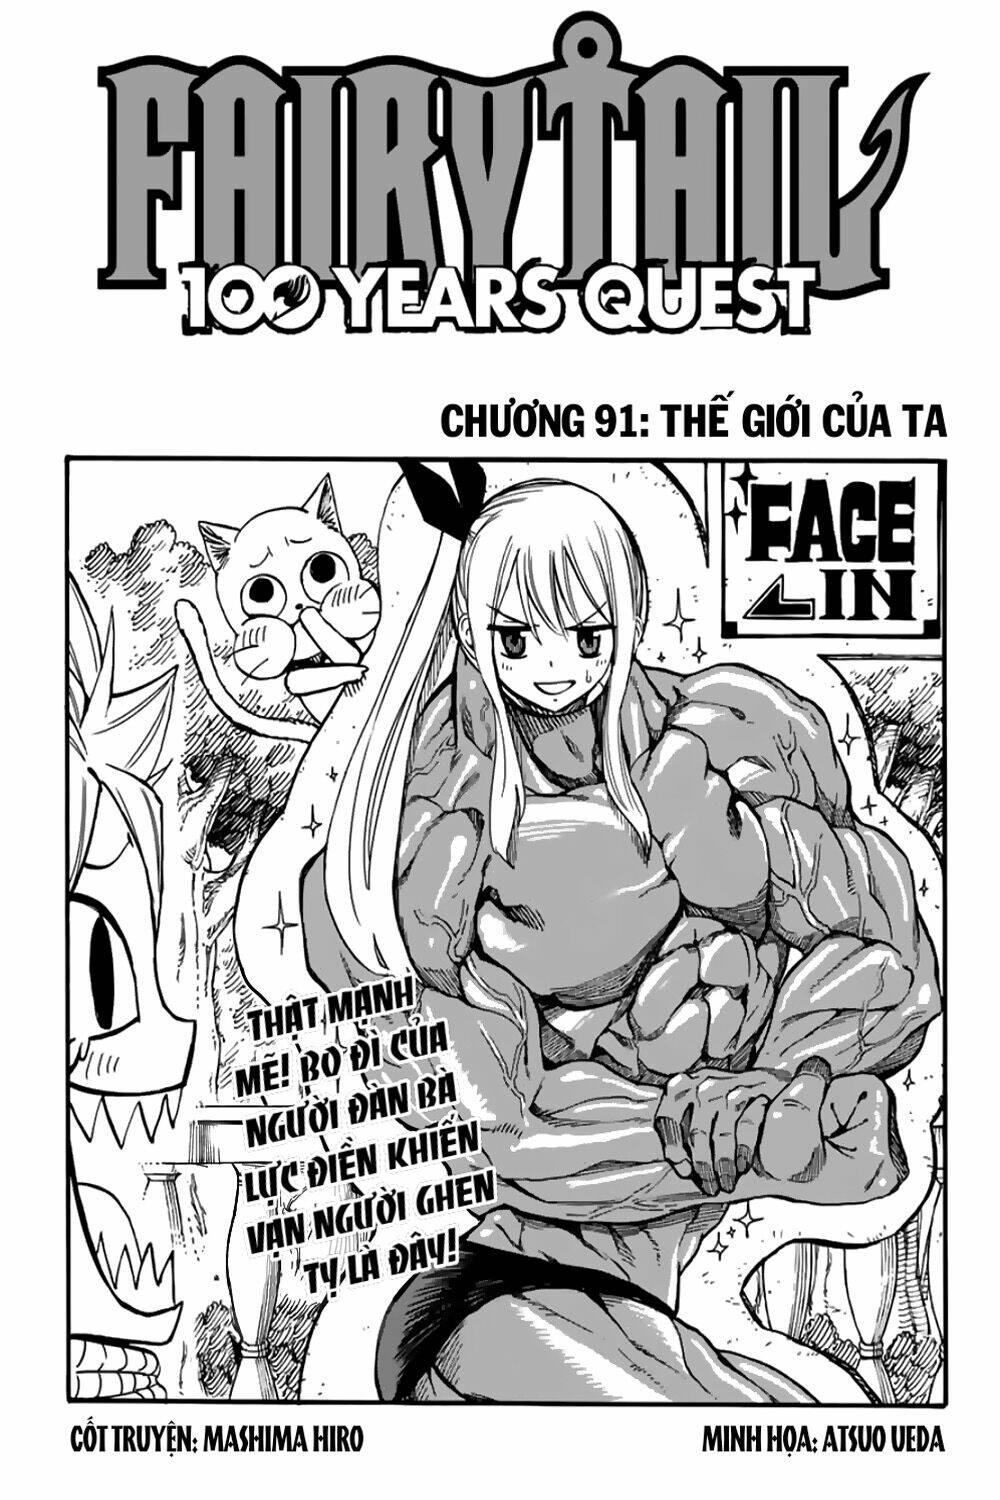 FAIRY TAIL
100 YEARS QUEST
CHƯƠNG 91: THẾ GIỚI CỦA TA
FACE
IN
THẬT MẠNH
MẼ! BO ĐÌ CỦA
NGƯỜI ĐÀN BÀ
LỰC ĐIỀN KHIẾN
VẠN NGƯỜI GHEN
TỴ LÀ ĐÂY!
CỐT TRUYỆN: MASHIMA HIRO
MINH HỌA: ATSUO UEDA